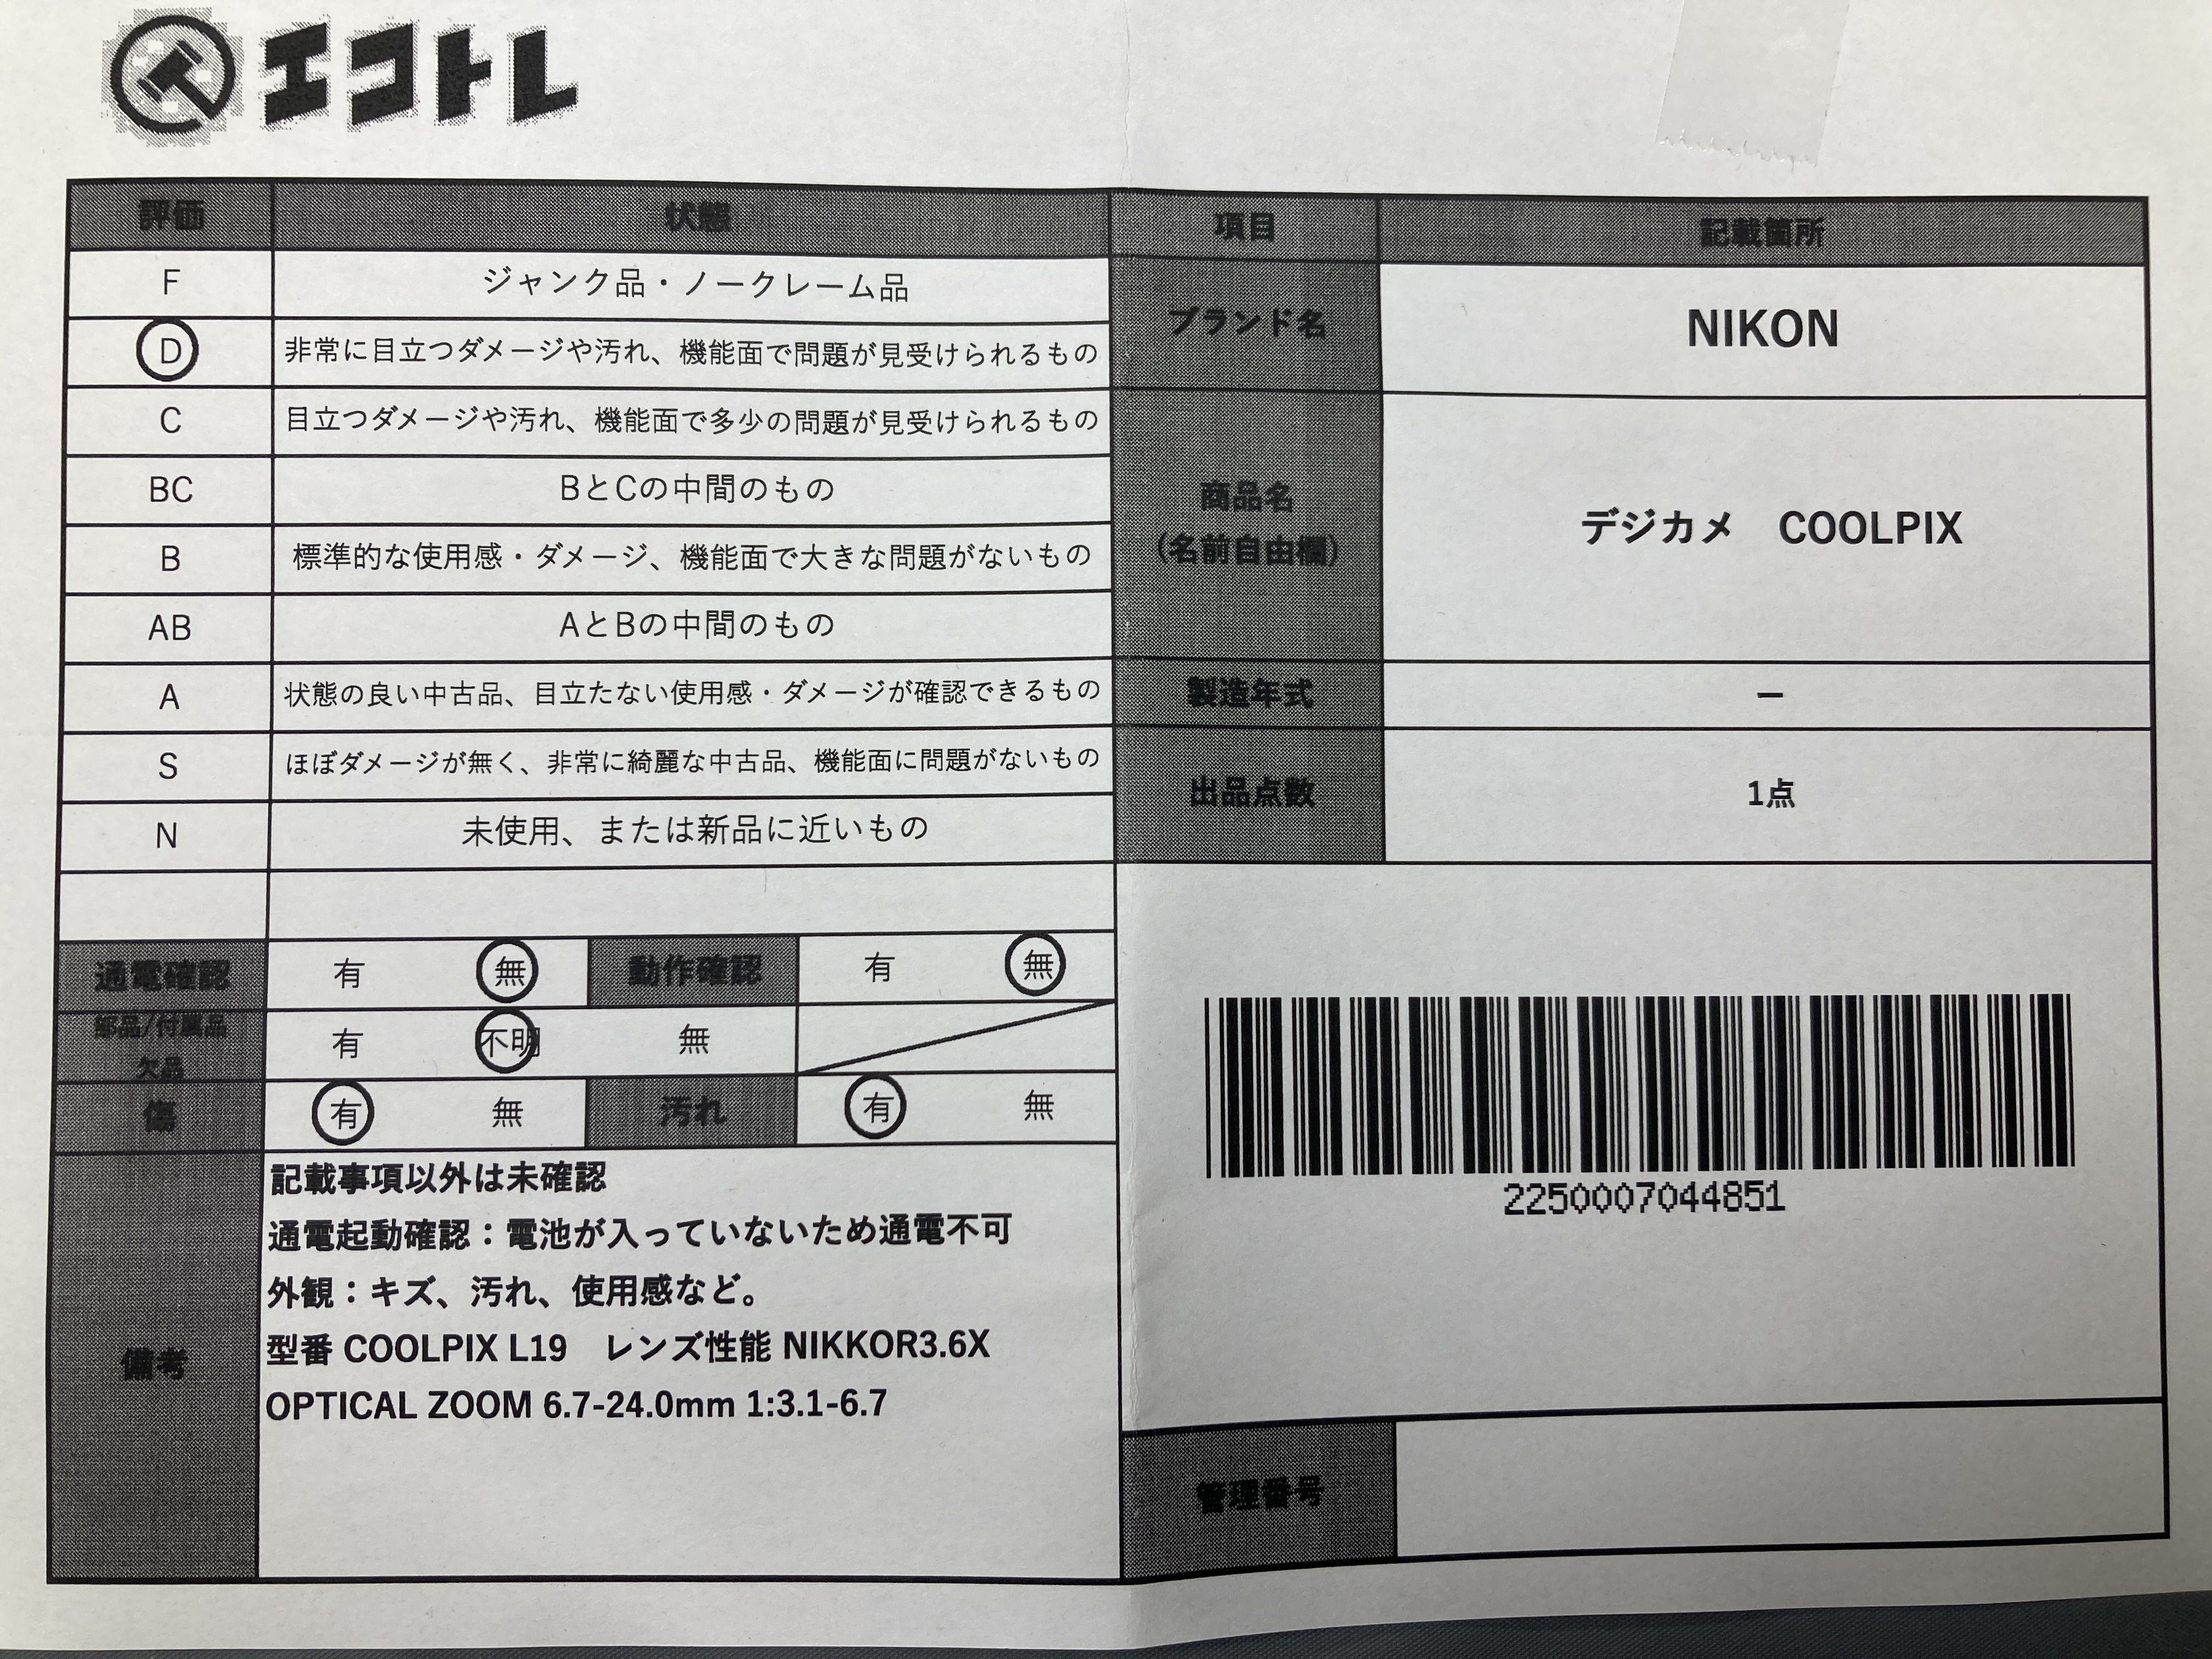 エコトレ
評価 状態
F ジャンク品・ノークレーム品
D 非常に目立つダメージや汚れ、機能面で問題が見受けられるもの
C 目立つダメージや汚れ、機能面で多少の問題が見受けられるもの
BC BとCの中間のもの
B 標準的な使用感・ダメージ、機能面で大きな問題がないもの
AB AとBの中間のもの
A 状態の良い中古品、目立たない使用感・ダメージが確認できるもの
S ほぼダメージが無く、非常に綺麗な中古品、機能面に問題がないもの
N 未使用、または新品に近いもの
通電確認 有 無 動作確認 有 無
部品/付属品
欠品
有 不明 無
傷 有 無 汚れ 有 無
備考
記載事項以外は未確認
通電起動確認：電池が入っていないため通電不可
外観：キズ、汚れ、使用感など。
型番 COOLPIX L19 レンズ性能 NIKKOR3.6X
OPTICAL ZOOM 6.7-24.0mm 1:3.1-6.7
項目 記載箇所
ブランド名 NIKON
商品名
(名前自由欄)
デジカメ COOLPIX
製造年式 ー
出品点数 1点
2250007044851
管理番号